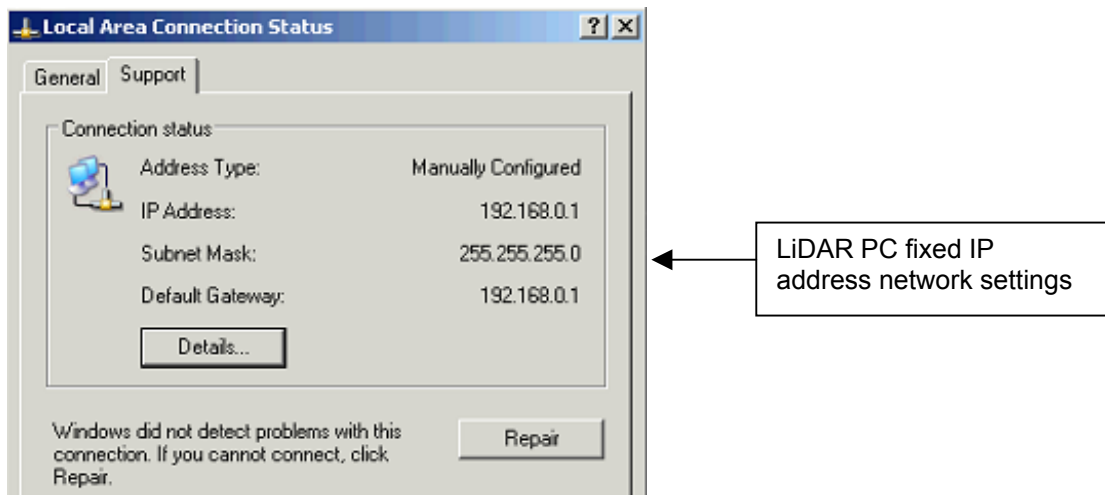 Local Area Connection Status
General Support
Connection status
Address Type: Manually Configured
IP Address: 192.168.0.1
Subnet Mask: 255.255.255.0
Default Gateway: 192.168.0.1
Details...
Windows did not detect problems with this
connection. If you cannot connect, click
Repair.
Repair
LiDAR PC fixed IP
address network settings